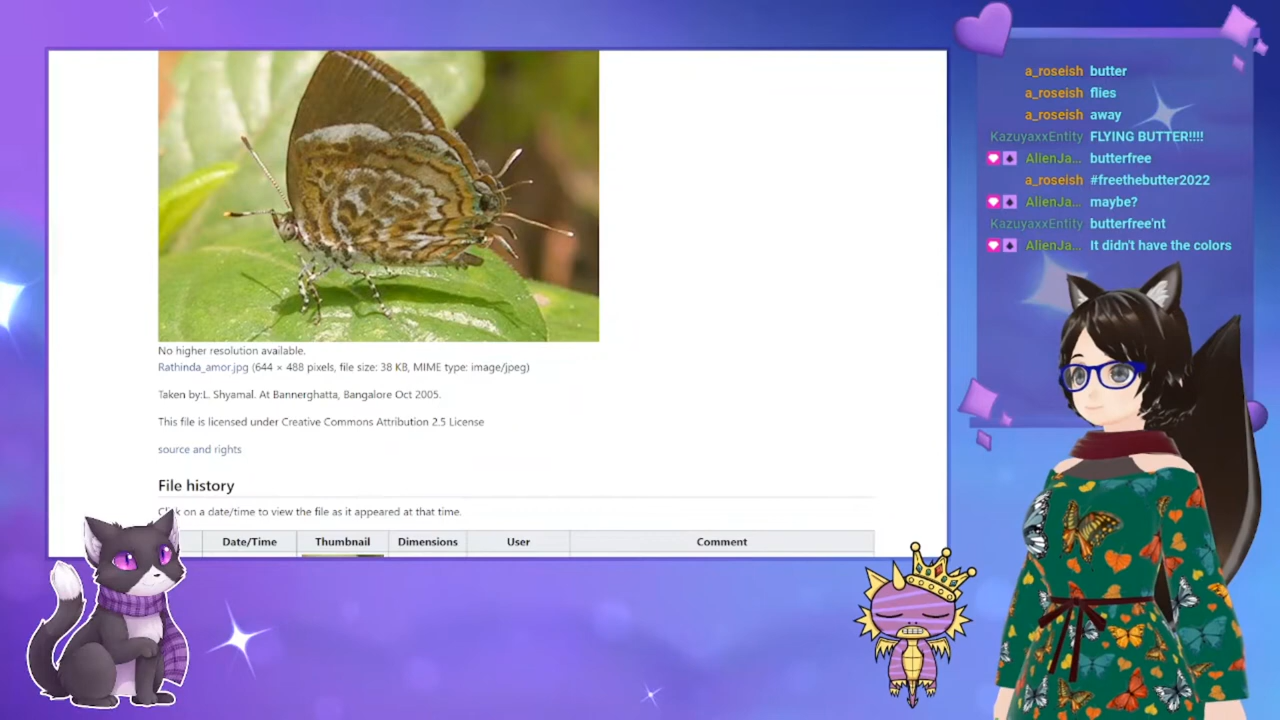 No higher resolution available.
Rathinda_amor.jpg (644 × 488 pixels, file size: 38 KB, MIME type: image/jpeg)
Taken by:L. Shyamal. At Bannerghatta, Bangalore Oct 2005.
This file is licensed under Creative Commons Attribution 2.5 License
source and rights
File history
Click on a date/time to view the file as it appeared at that time.
Date/Time Thumbnail Dimensions User Comment
a_roseish butter
a_roseish flies
a_roseish away
KazuyaxxEntity FLYING BUTTER!!!!
AlienJa... butterfree
a_roseish #freethebutter2022
AlienJa... maybe?
KazuyaxxEntity butterfree'nt
AlienJa... It didn't have the colors